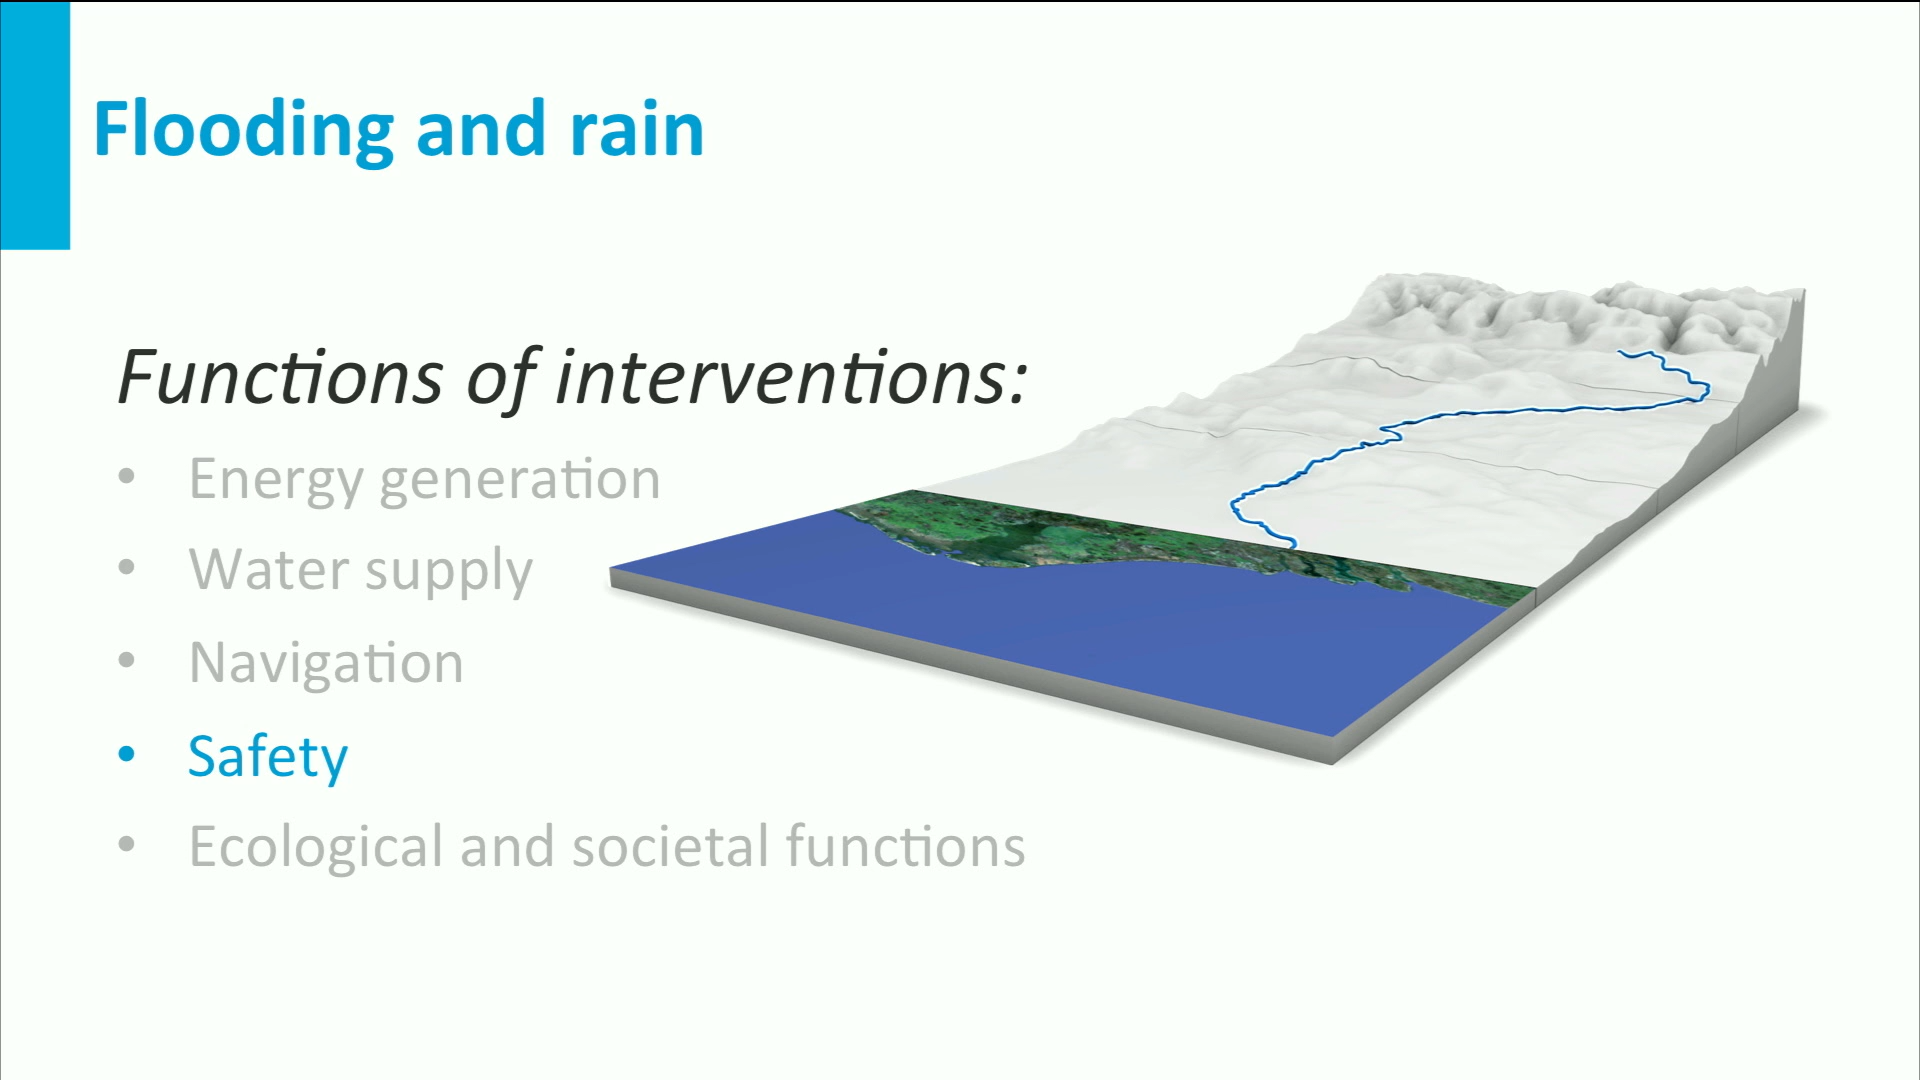 Flooding and rain
Functions of interventions:
• Energy generation
• Water supply
• Navigation
• Safety
• Ecological and societal functions